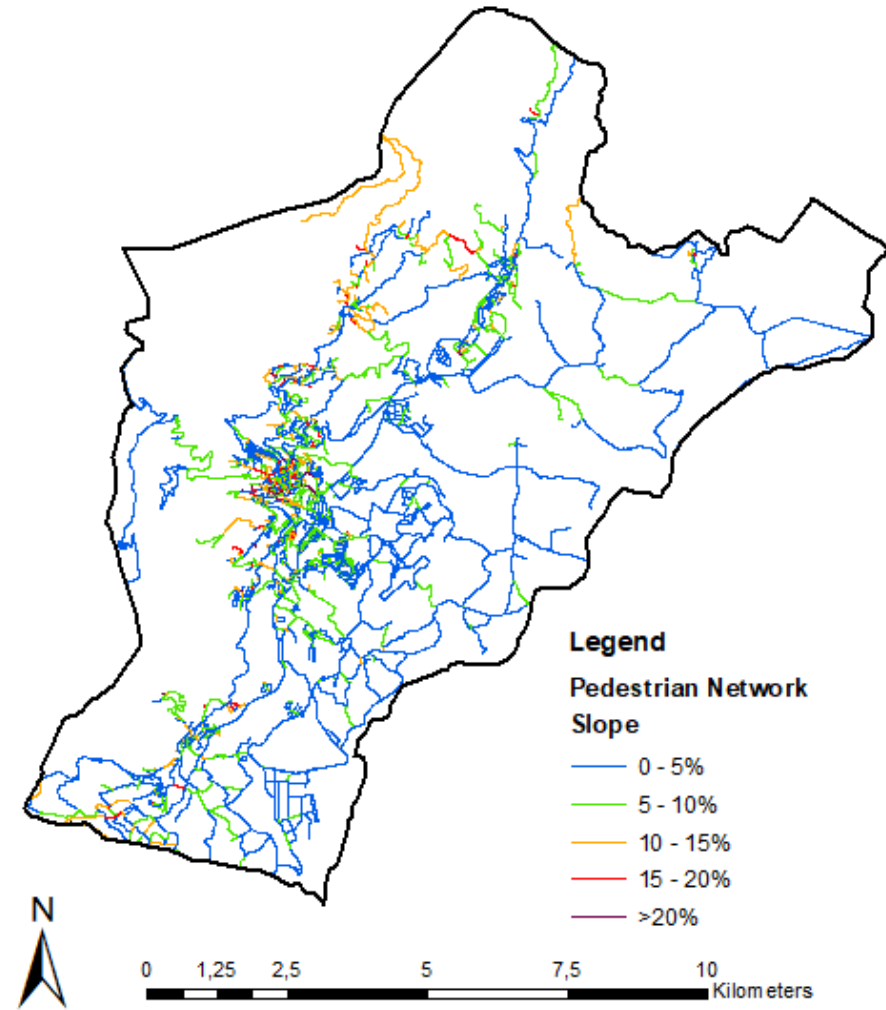 Legend
Pedestrian Network
Slope
0 - 5%
5 - 10%
10 - 15%
15 - 20%
>20%
N
0 1,25 2,5 5 7,5 10
Kilometers